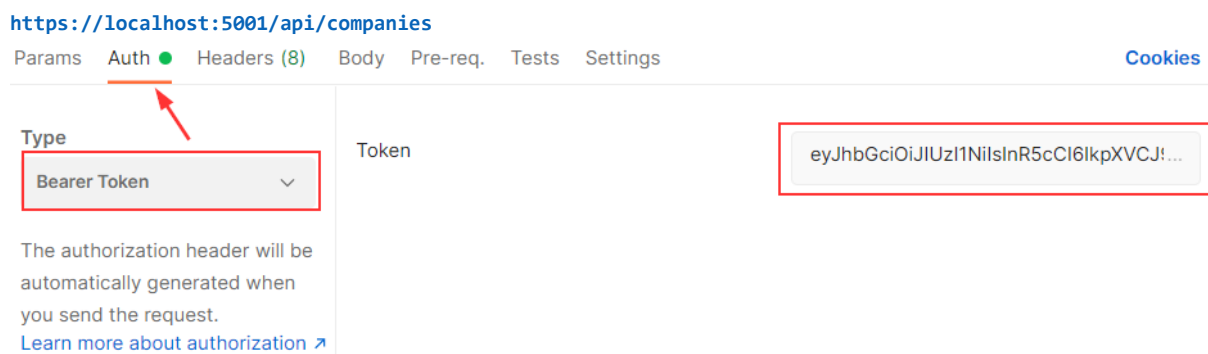 https://localhost:5001/api/companies
Params Auth Headers (8) Body Pre-req. Tests Settings Cookies
Type
Bearer Token
Token
eyJhbGciOiJIUzI1NiIsInR5cCI6IkpXVCJ9...
The authorization header will be
automatically generated when
you send the request.
Learn more about authorization ↗